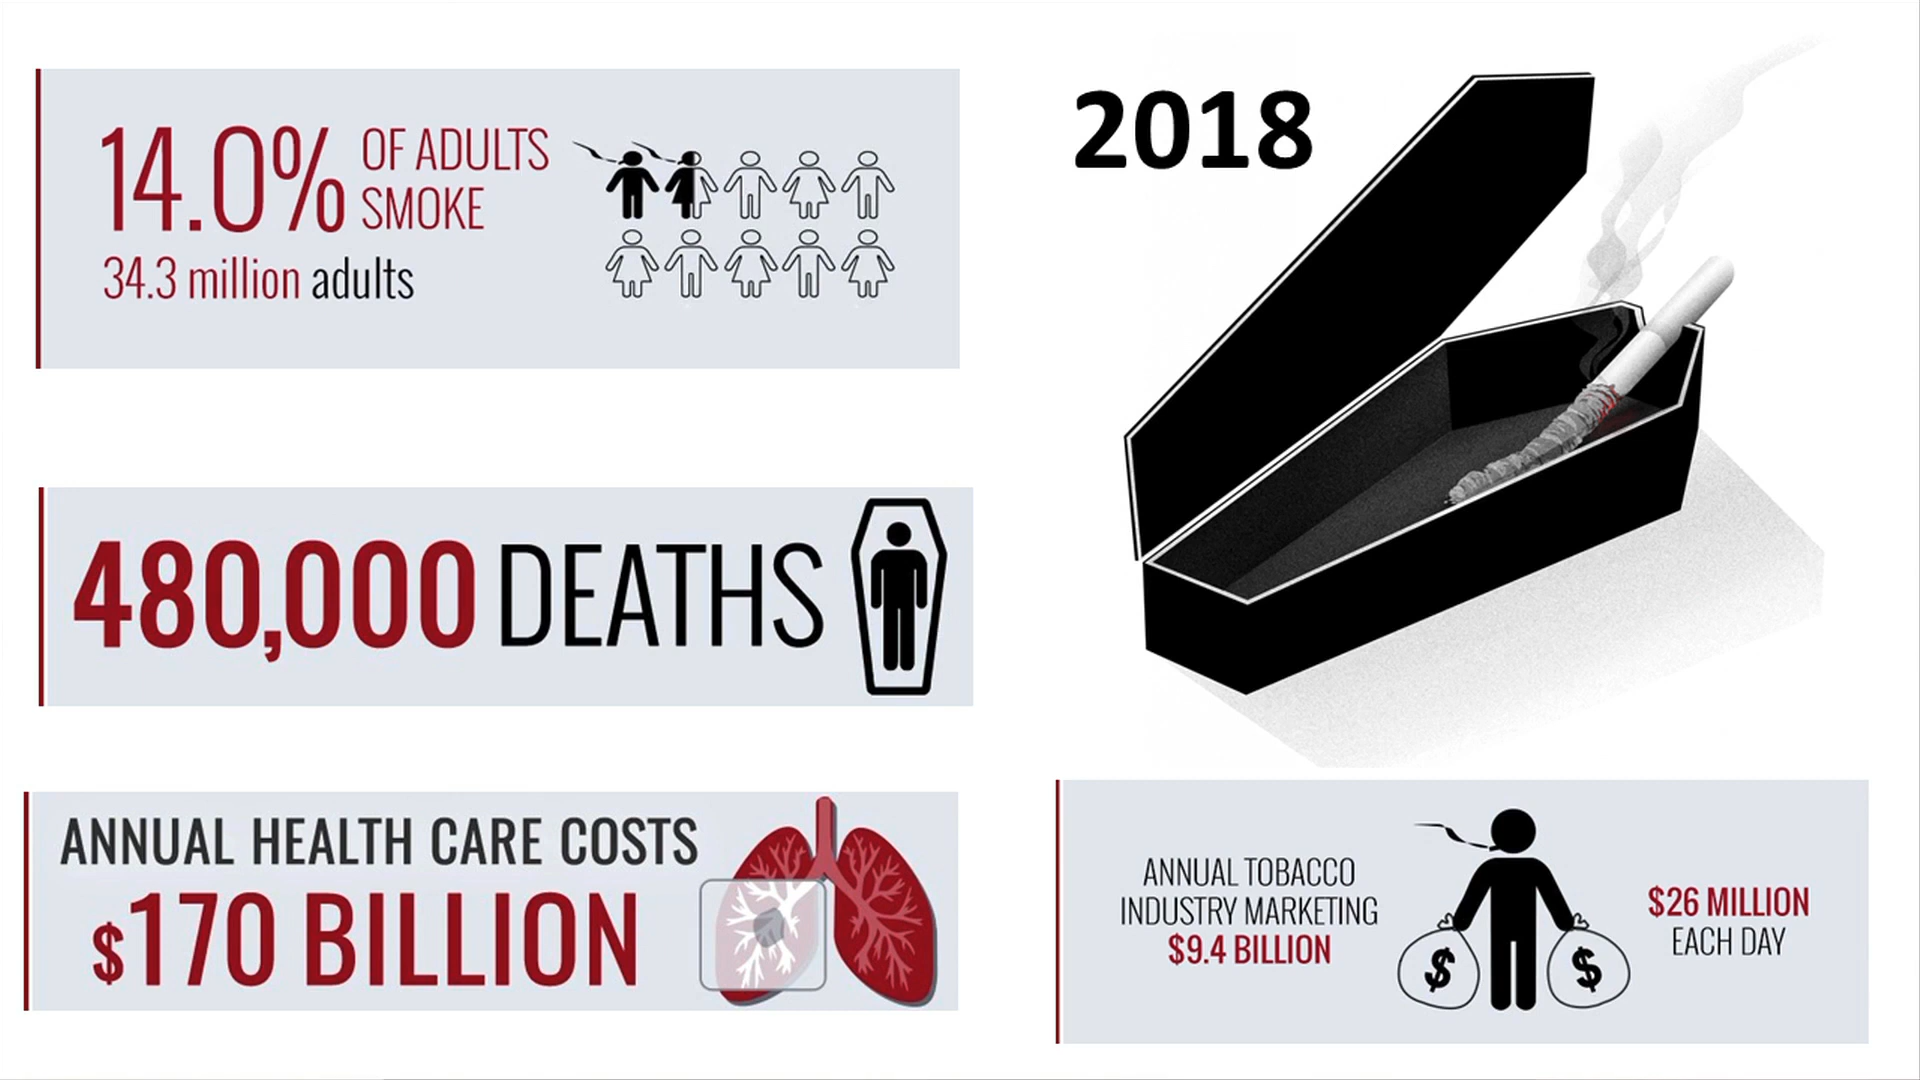 14.0% OF ADULTS
SMOKE
34.3 million adults
2018
480,000 DEATHS
ANNUAL HEALTH CARE COSTS
$170 BILLION
ANNUAL TOBACCO
INDUSTRY MARKETING
$9.4 BILLION
$ $
$26 MILLION
EACH DAY